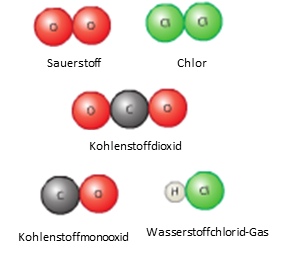 O O Cl Cl
Sauerstoff Chlor
O C O
Kohlenstoffdioxid
C O H Cl
Kohlenstoffmonooxid Wasserstoffchlorid-Gas